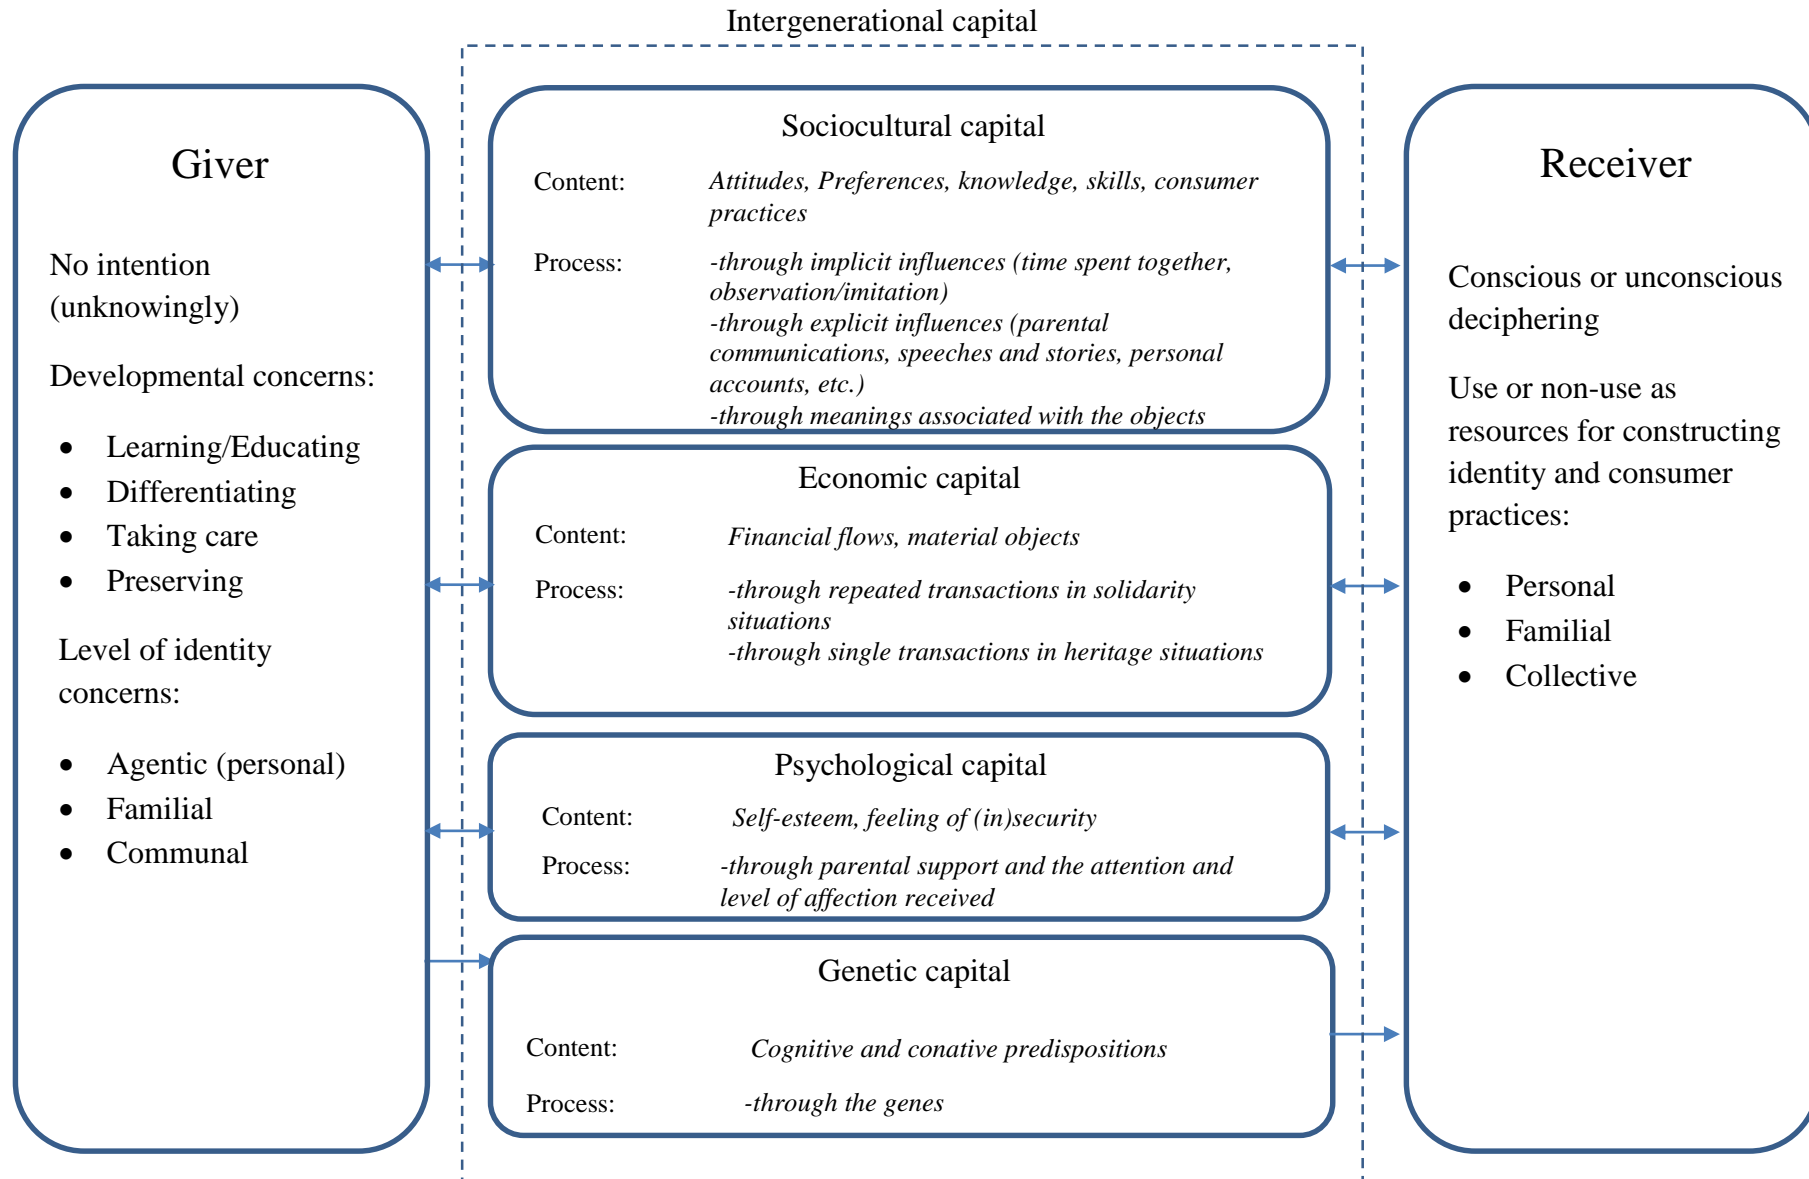 Intergenerational capital
Giver
No intention
(unknowingly)
Developmental concerns:
• Learning/Educating
• Differentiating
• Taking care
• Preserving
Level of identity
concerns:
• Agentic (personal)
• Familial
• Communal
Sociocultural capital
Content: Attitudes, Preferences, knowledge, skills, consumer
practices
Process: -through implicit influences (time spent together,
observation/imitation)
-through explicit influences (parental
communications, speeches and stories, personal
accounts, etc.)
-through meanings associated with the objects
Economic capital
Content: Financial flows, material objects
Process: -through repeated transactions in solidarity
situations
-through single transactions in heritage situations
Psychological capital
Content: Self-esteem, feeling of (in)security
Process: -through parental support and the attention and
level of affection received
Genetic capital
Content: Cognitive and conative predispositions
Process: -through the genes
Receiver
Conscious or unconscious
deciphering
Use or non-use as
resources for constructing
identity and consumer
practices:
• Personal
• Familial
• Collective